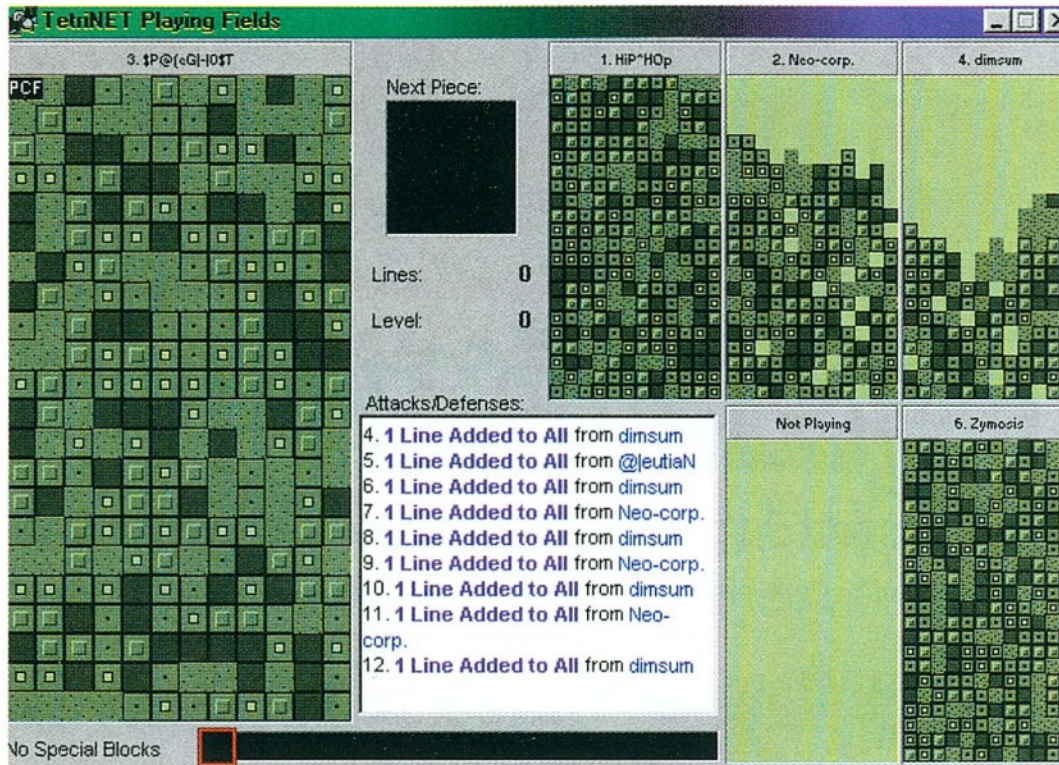 TetriNET Playing Fields
3. $P@(eG|-|0$T
PCF
Next Piece:
Lines: 0
Level: 0
Attacks/Defenses:
4. 1 Line Added to All from dimsum
5. 1 Line Added to All from @|eutiaN
6. 1 Line Added to All from dimsum
7. 1 Line Added to All from Neo-corp.
8. 1 Line Added to All from dimsum
9. 1 Line Added to All from Neo-corp.
10. 1 Line Added to All from dimsum
11. 1 Line Added to All from Neo-
corp.
12. 1 Line Added to All from dimsum
1. HiP^HOp
2. Neo-corp.
4. dimsum
Not Playing
6. Zymosis
No Special Blocks